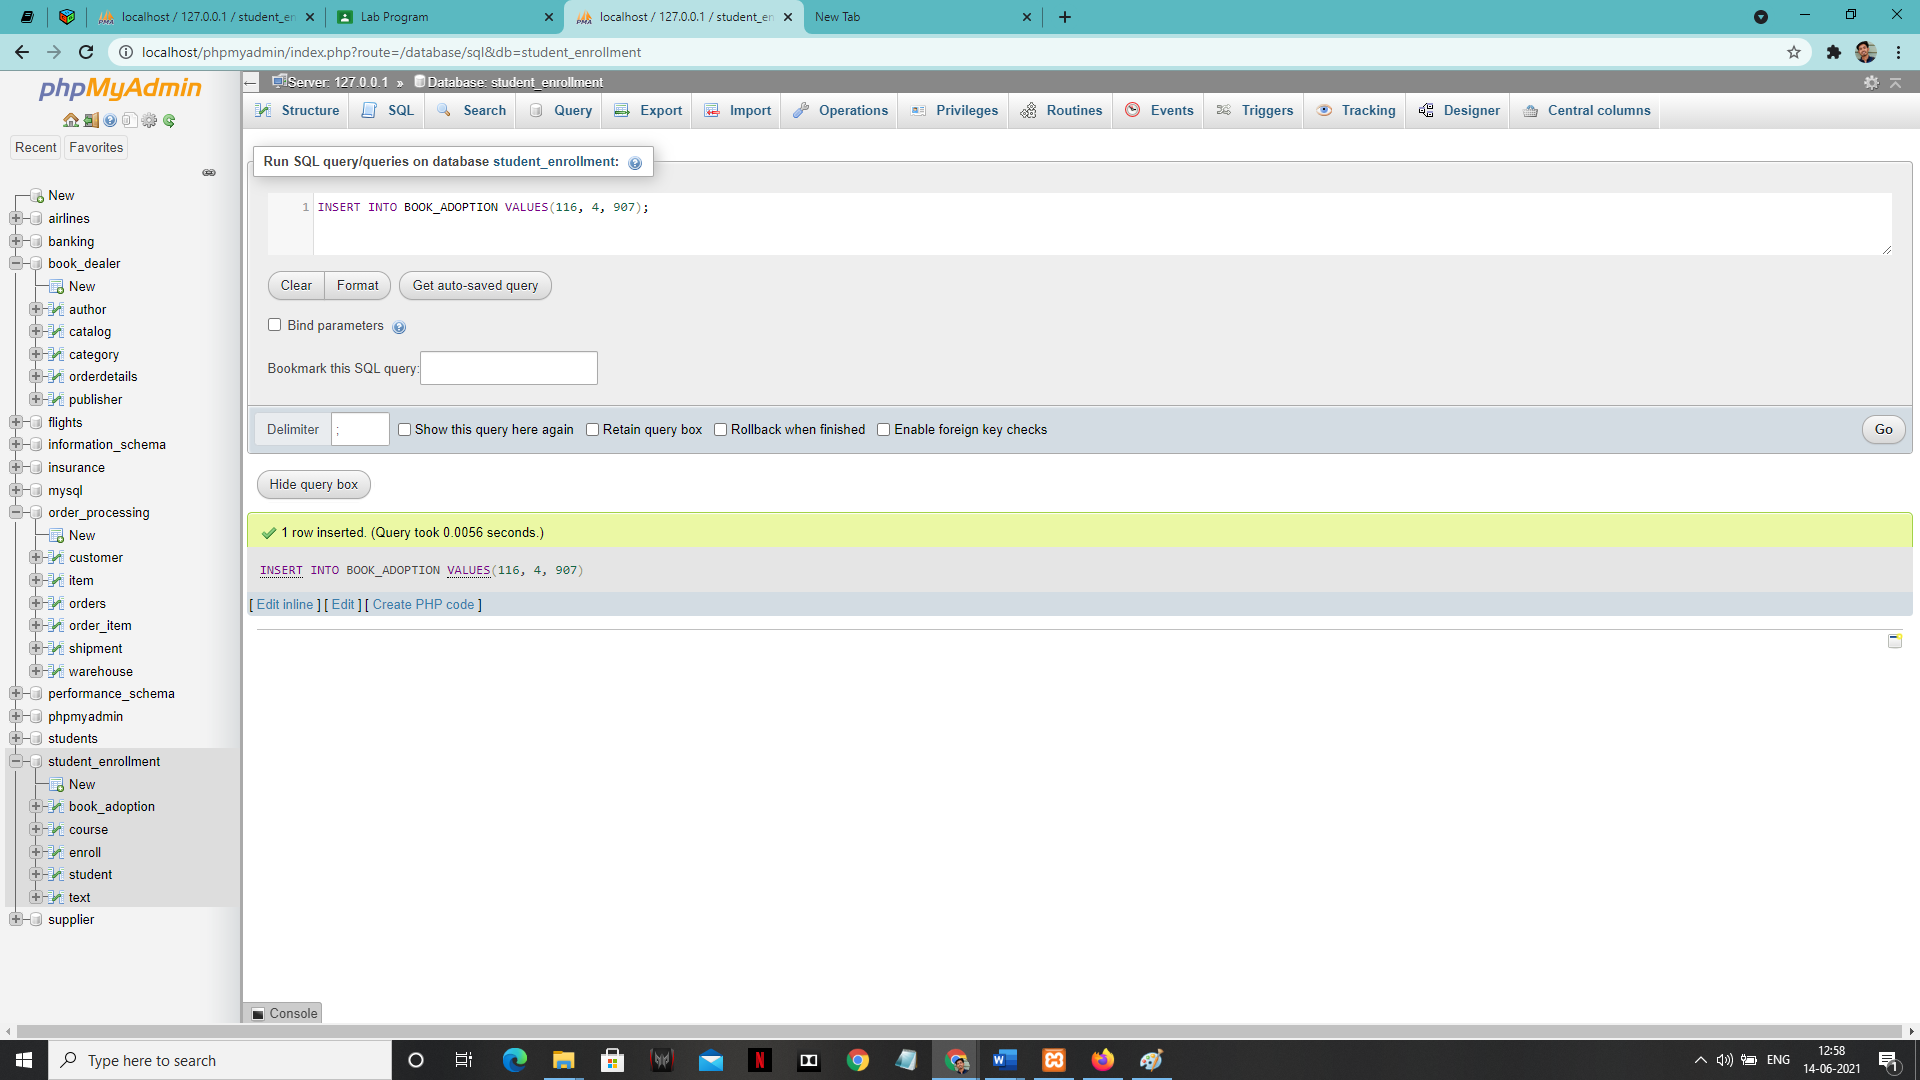 localhost / 127.0.0.1 / student_en
Lab Program
localhost / 127.0.0.1 / student_en
New Tab
localhost/phpmyadmin/index.php?route=/database/sql&db=student_enrollment
phpMyAdmin
Recent
Favorites
New
airlines
banking
book_dealer
New
author
catalog
category
orderdetails
publisher
flights
information_schema
insurance
mysql
order_processing
New
customer
item
orders
order_item
shipment
warehouse
performance_schema
phpmyadmin
students
student_enrollment
New
book_adoption
course
enroll
student
text
supplier
Server: 127.0.0.1 » Database: student_enrollment
Structure
SQL
Search
Query
Export
Import
Operations
Privileges
Routines
Events
Triggers
Tracking
Designer
Central columns
Run SQL query/queries on database student_enrollment:
1 INSERT INTO BOOK_ADOPTION VALUES(116, 4, 907);
Clear
Format
Get auto-saved query
Bind parameters
Bookmark this SQL query:
Delimiter
;
Show this query here again
Retain query box
Rollback when finished
Enable foreign key checks
Go
Hide query box
1 row inserted. (Query took 0.0056 seconds.)
INSERT INTO BOOK_ADOPTION VALUES(116, 4, 907)
[ Edit inline ] [ Edit ] [ Create PHP code ]
Console
Type here to search
ENG
12:58
14-06-2021
1